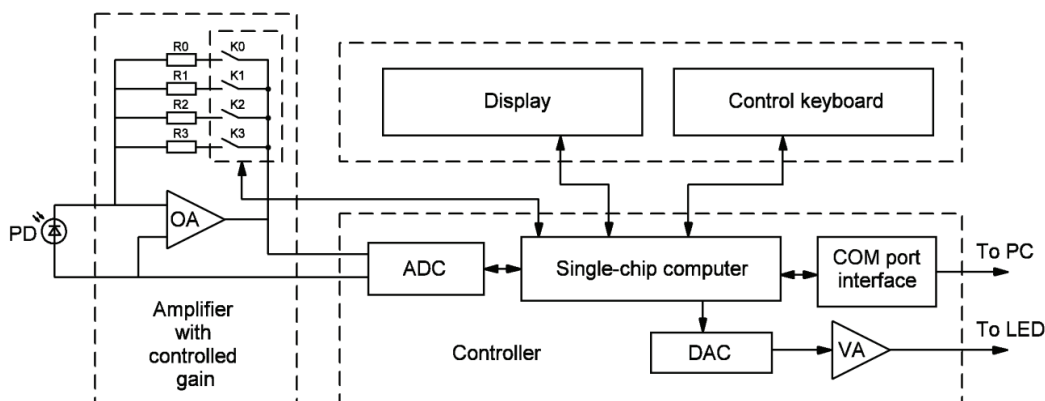 R0 K0
R1 K1
R2 K2
R3 K3
OA
PD
Amplifier
with
controlled
gain
Display
Control keyboard
ADC
Single-chip computer
COM port
interface
To PC
DAC
VA
To LED
Controller